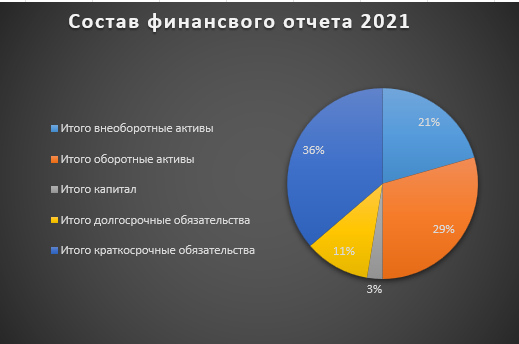 Состав финансвого отчета 2021
Итого внеоборотные активы
Итого оборотные активы
Итого капитал
Итого долгосрочные обязательства
Итого краткосрочные обязательства
21%
29%
3%
11%
36%